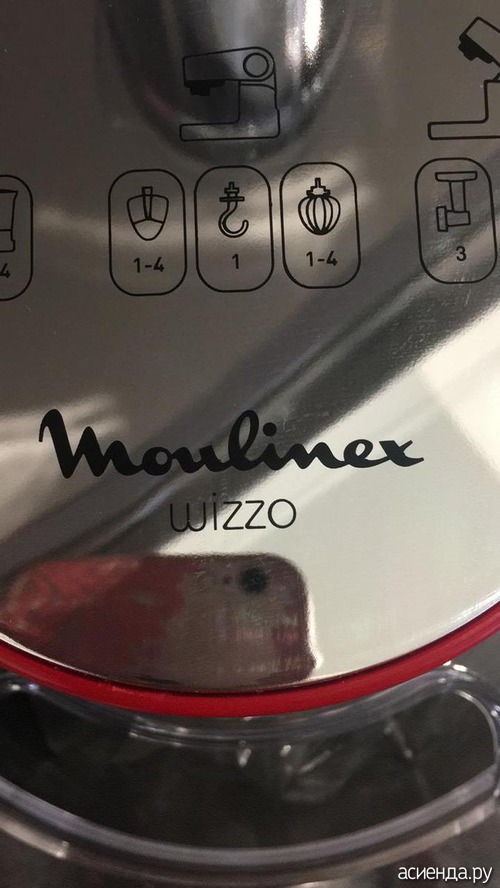 4 1-4 1 1-4 3
Moulinex
wizzo
асиенда.ру